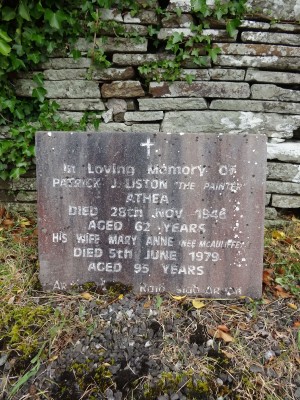 In Loving Memory Of
PATRICK J. LISTON "THE PAINTER"
ATHEA
DIED 28TH NOV. 1946
AGED 62 YEARS
HIS WIFE MARY ANNE (NEE MCAULIFFE)
DIED 5TH JUNE 1979
AGED 95 YEARS